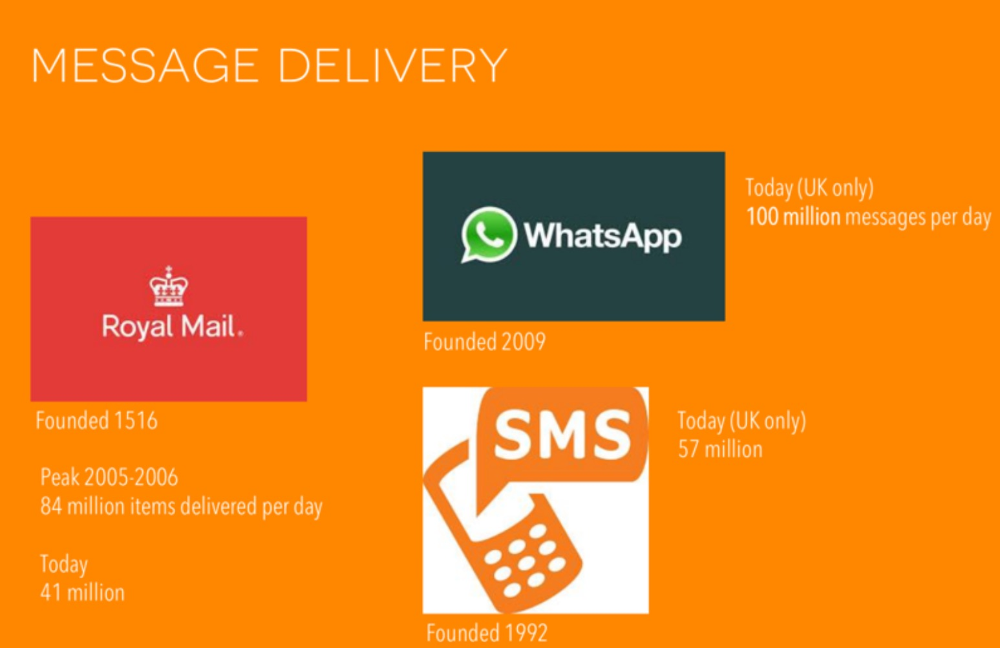 MESSAGE DELIVERY
Royal Mail.
Founded 1516
Peak 2005-2006
84 million items delivered per day
Today
41 million
WhatsApp
Founded 2009
Today (UK only)
100 million messages per day
SMS
Founded 1992
Today (UK only)
57 million